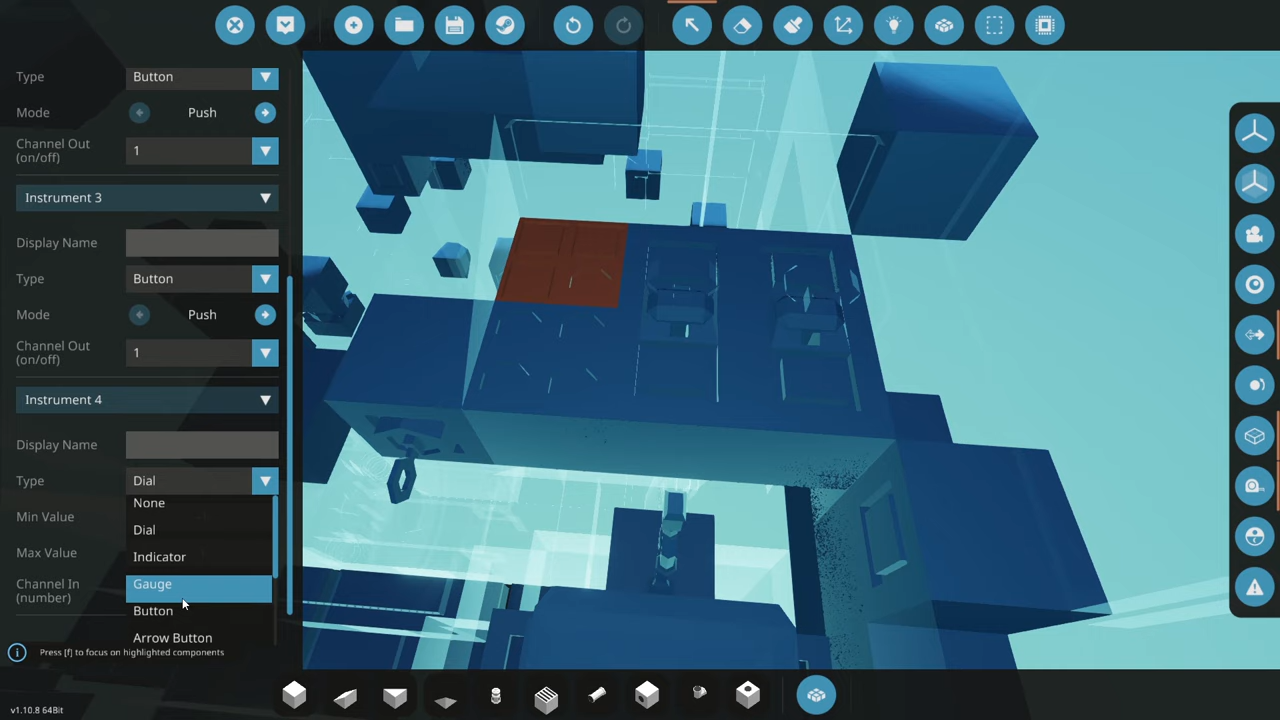 Type
Button
Mode
Push
Channel Out
(on/off)
1
Instrument 3
Display Name
Type
Button
Mode
Push
Channel Out
(on/off)
1
Instrument 4
Display Name
Type
Dial
None
Min Value
Dial
Max Value
Indicator
Channel In
(number)
Gauge
Button
Arrow Button
Press [f] to focus on highlighted components
v1.10.8 64Bit